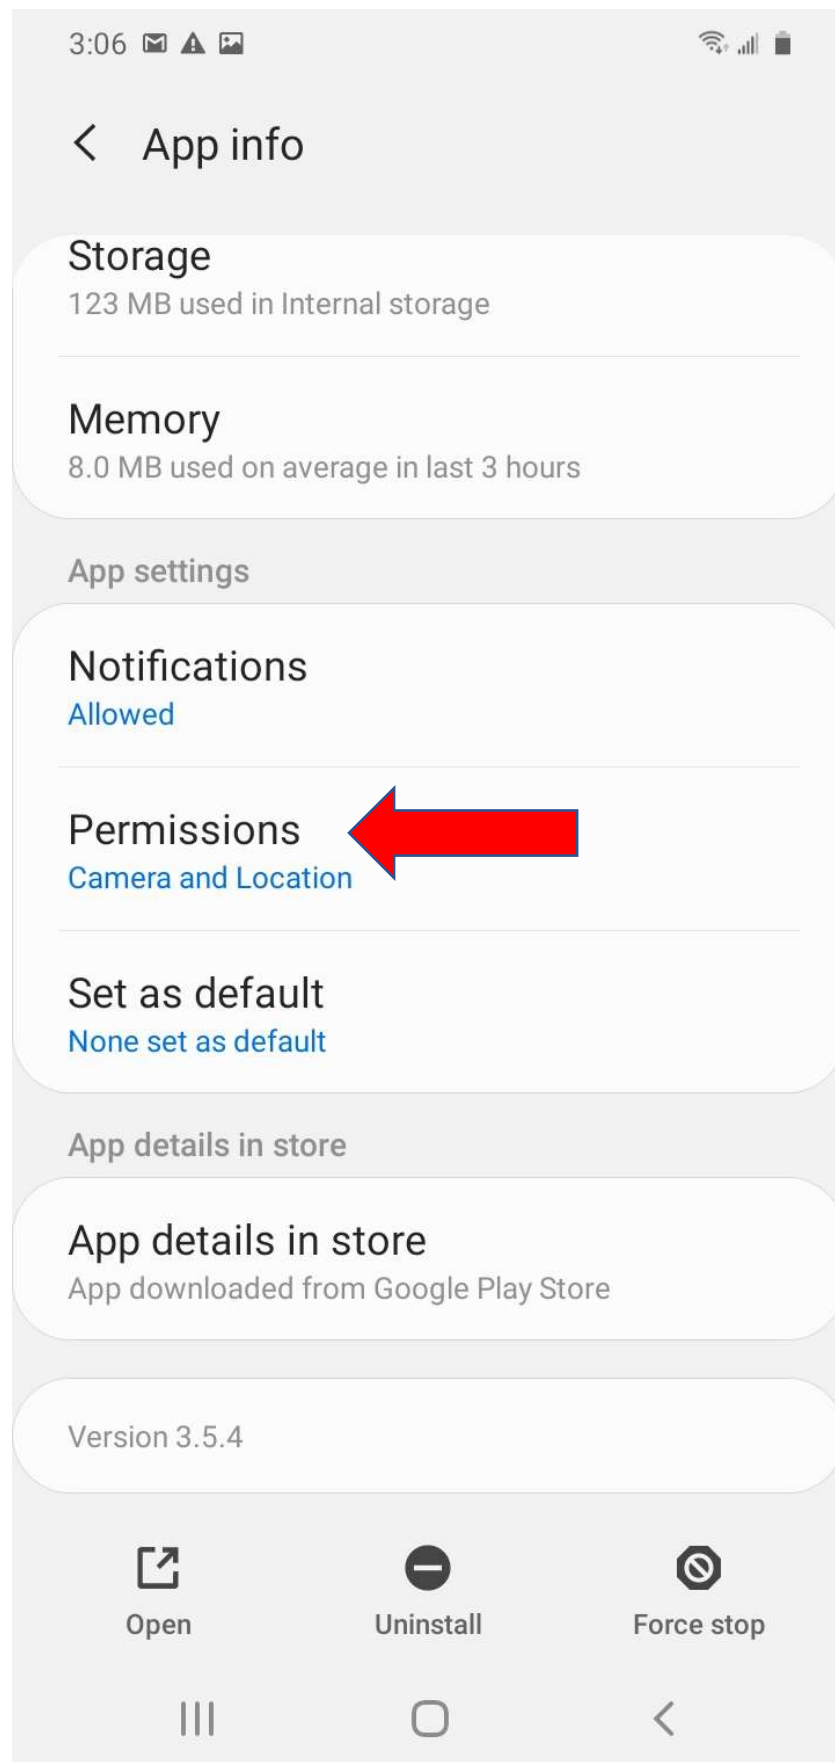 3:06
App info
Storage
123 MB used in Internal storage
Memory
8.0 MB used on average in last 3 hours
App settings
Notifications
Allowed
Permissions
Camera and Location
Set as default
None set as default
App details in store
App details in store
App downloaded from Google Play Store
Version 3.5.4
Open Uninstall Force stop